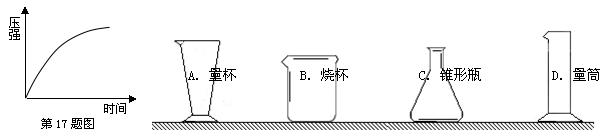 压强
时间
第17题图
A. 量杯
B. 烧杯
C. 锥形瓶
D. 量筒